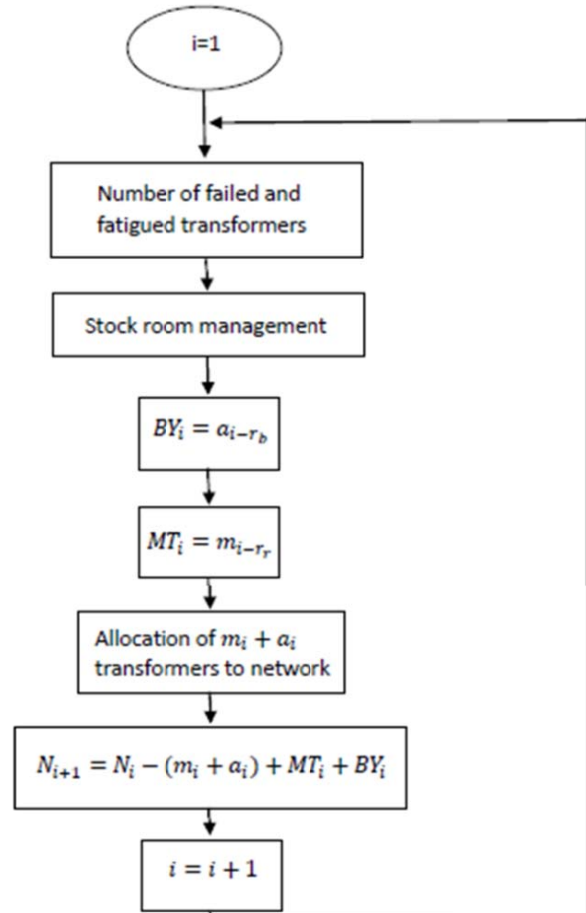 i=1
Number of failed and
fatigued transformers
Stock room management
$BY_i = a_{i-r_b}$
$MT_i = m_{i-r_r}$
Allocation of $m_i + a_i$
transformers to network
$N_{i+1} = N_i - (m_i + a_i) + MT_i + BY_i$
$i = i + 1$